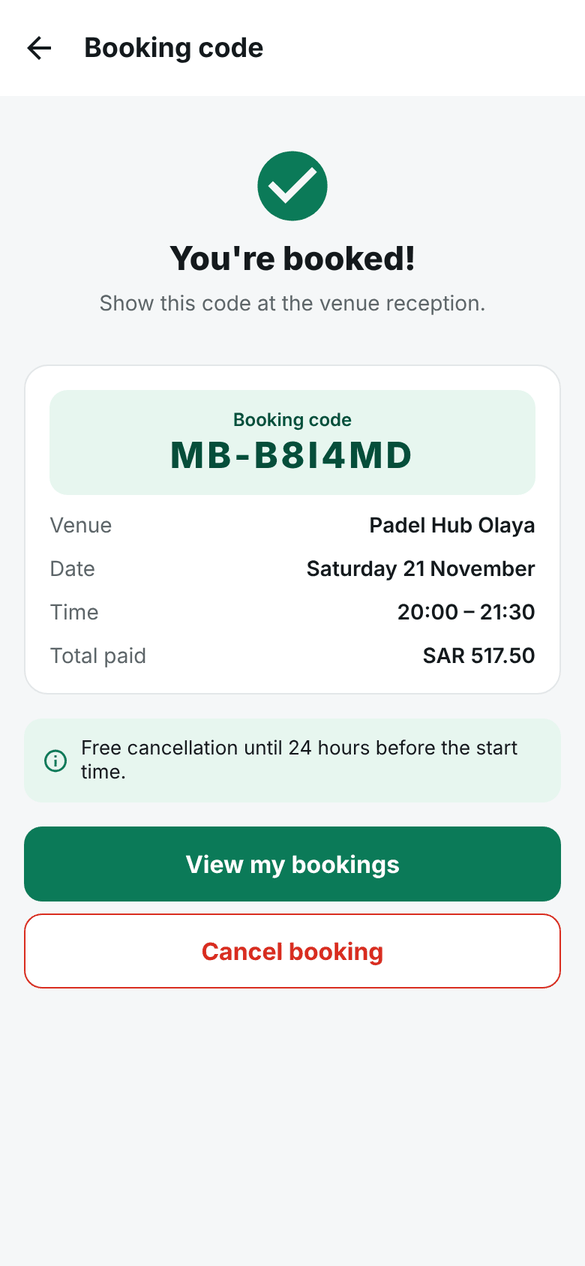 Booking code
You're booked!
Show this code at the venue reception.
Booking code
MB-B8I4MD
Venue Padel Hub Olaya
Date Saturday 21 November
Time 20:00 – 21:30
Total paid SAR 517.50
Free cancellation until 24 hours before the start
time.
View my bookings
Cancel booking